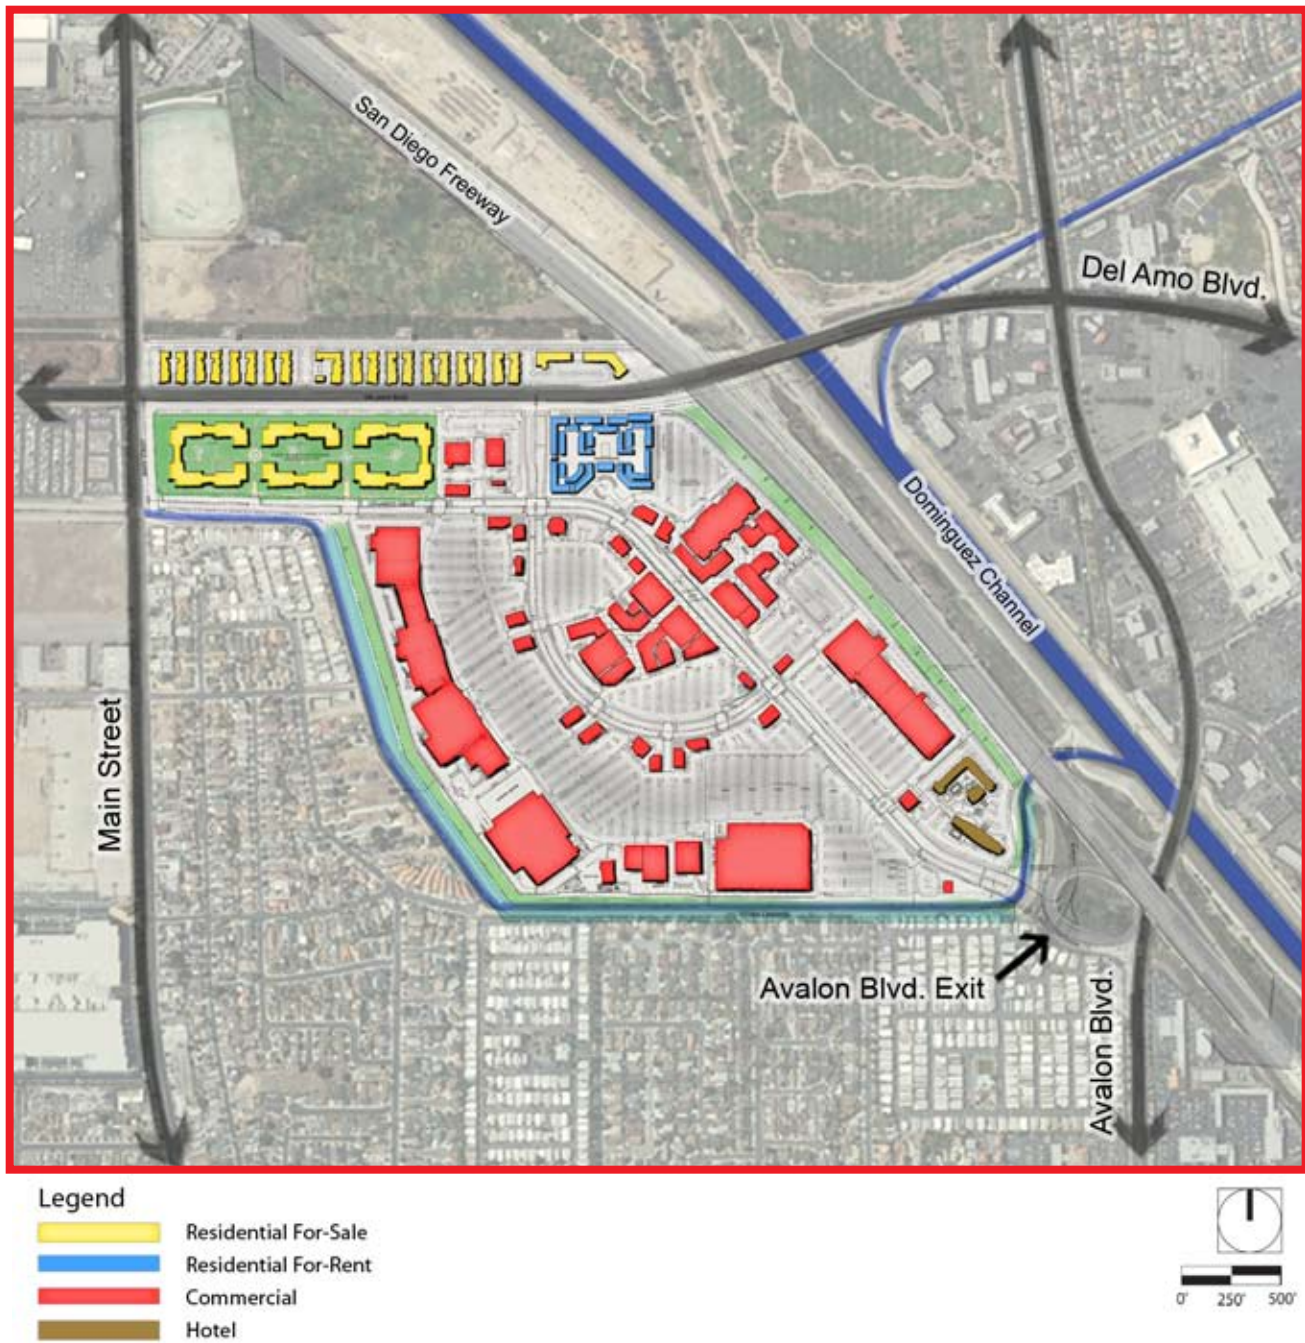 San Diego Freeway
Del Amo Blvd.
Dominguez Channel
Main Street
Avalon Blvd. Exit
Avalon Blvd.
Legend
Residential For-Sale
Residential For-Rent
Commercial
Hotel
0' 250' 500'